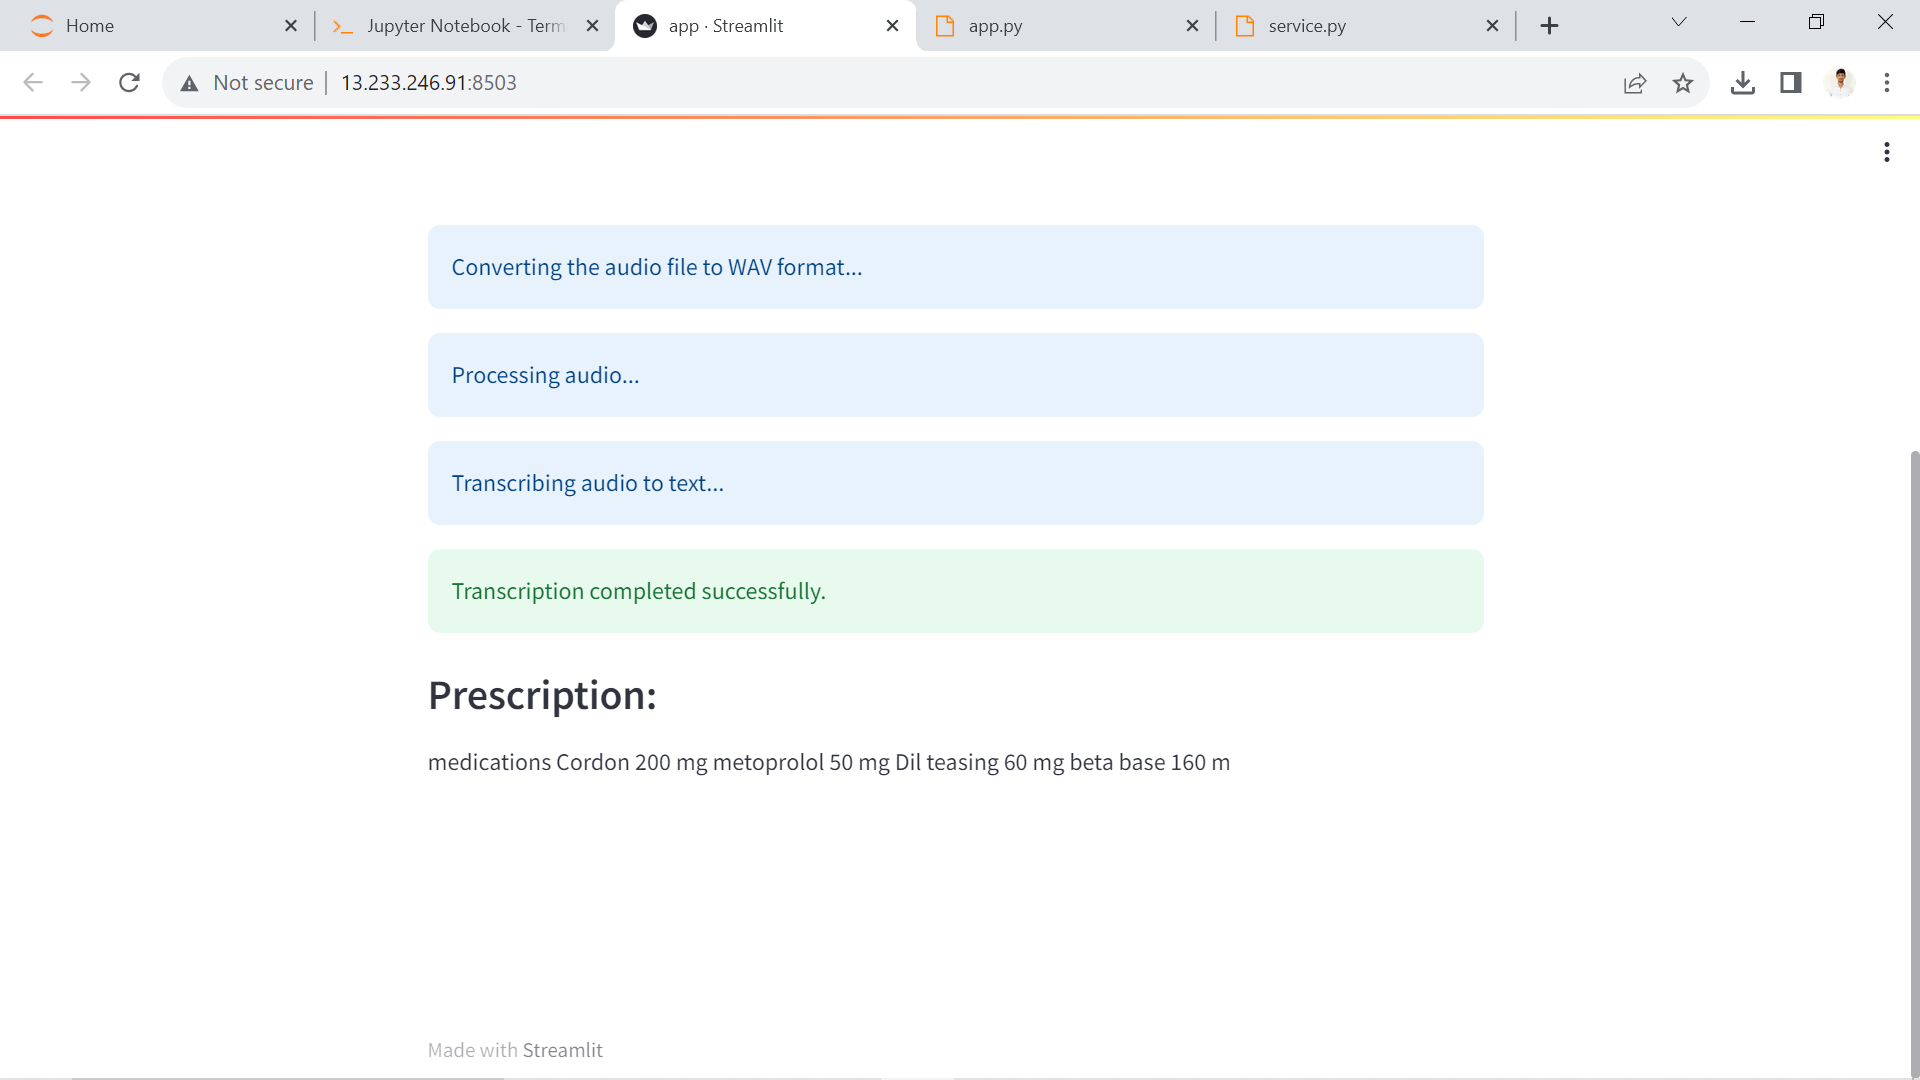 Home
Jupyter Notebook - Term
app · Streamlit
app.py
service.py
Not secure
13.233.246.91:8503
Converting the audio file to WAV format...
Processing audio...
Transcribing audio to text...
Transcription completed successfully.
Prescription:
medications Cordon 200 mg metoprolol 50 mg Dil teasing 60 mg beta base 160 m
Made with Streamlit